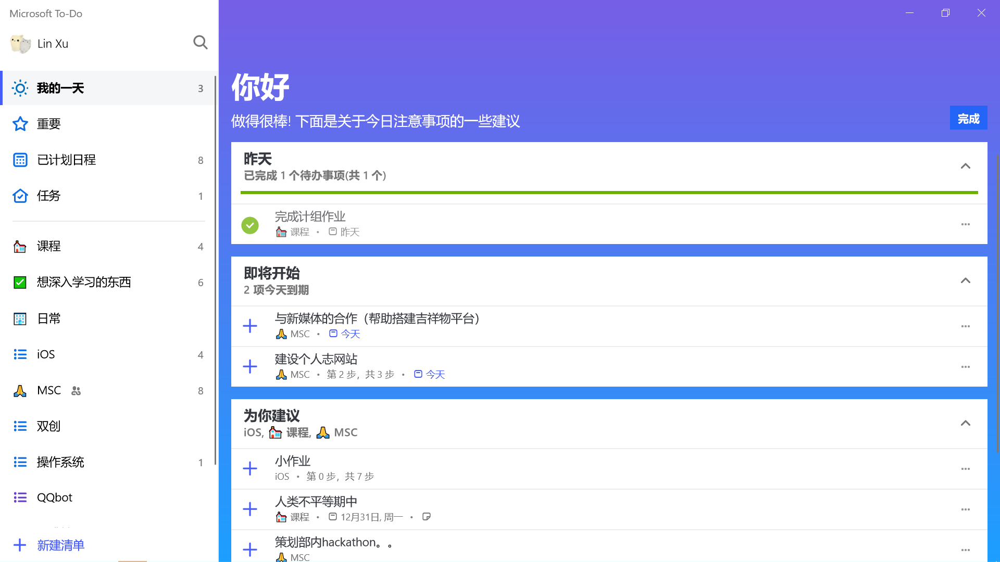 Microsoft To-Do
Lin Xu
我的一天 3
重要
已计划日程 8
任务 1
课程 4
想深入学习的东西 6
日常
iOS 4
MSC 8
双创
操作系统 1
QQbot
新建清单
你好
做得很棒! 下面是关于今日注意事项的一些建议
完成
昨天
已完成 1 个待办事项(共 1 个)
完成计组作业
课程 • 昨天
即将开始
2 项今天到期
与新媒体的合作（帮助搭建吉祥物平台）
MSC • 今天
建设个人志网站
MSC • 第 2 步，共 3 步 • 今天
为你建议
iOS, 课程, MSC
小作业
iOS • 第 0 步，共 7 步
人类不平等期中
课程 • 12月31日, 周一 •
策划部内hackathon。。
MSC